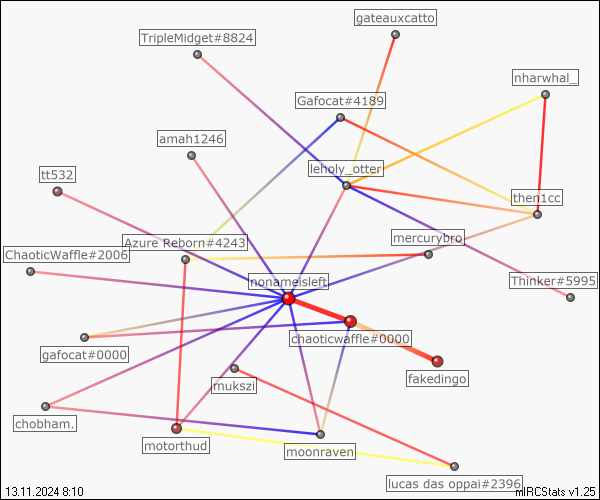 gateauxcatto
TripleMidget#8824
nharwhal_
Gafocat#4189
amah1246
leholy_otter
tt532
then1cc
mercurybro
Azure Reborn#4243
ChaoticWaffle#2006
nonameisleft
Thinker#5995
chaoticwaffle#0000
gafocat#0000
fakedingo
mukszi
chobham.
motorthud
moonraven
lucas das oppai#2396
13.11.2024 8:10
mIRCStats v1.25